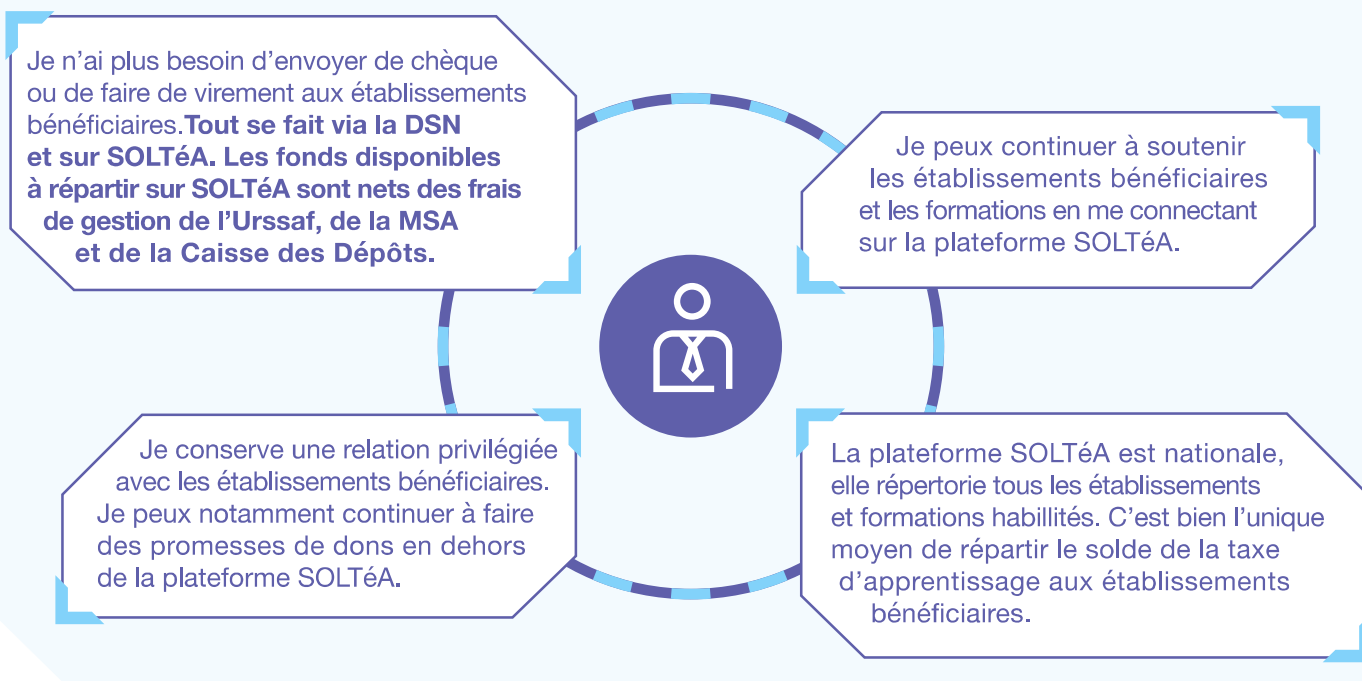 Je n’ai plus besoin d’envoyer de chèque
ou de faire de virement aux établissements
bénéficiaires.Tout se fait via la DSN
et sur SOLTéA. Les fonds disponibles
à répartir sur SOLTéA sont nets des frais
de gestion de l’Urssaf, de la MSA
et de la Caisse des Dépôts.
Je peux continuer à soutenir
les établissements bénéficiaires
et les formations en me connectant
sur la plateforme SOLTéA.
Je conserve une relation privilégiée
avec les établissements bénéficiaires.
Je peux notamment continuer à faire
des promesses de dons en dehors
de la plateforme SOLTéA.
La plateforme SOLTéA est nationale,
elle répertorie tous les établissements
et formations habillités. C’est bien l’unique
moyen de répartir le solde de la taxe
d’apprentissage aux établissements
bénéficiaires.